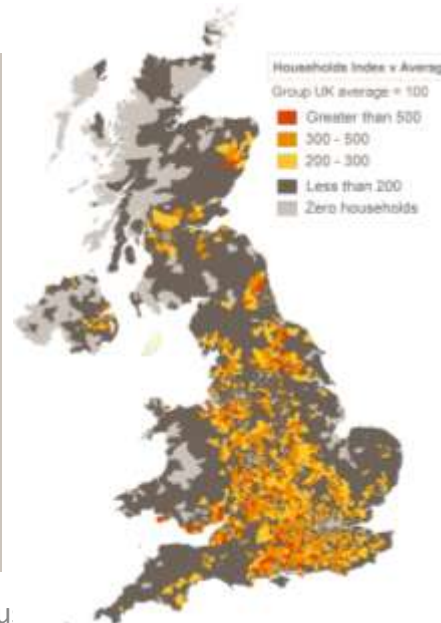 Households Index v Averag
Group UK average = 100
Greater than 500
300 - 500
200 - 300
Less than 200
Zero households
u.